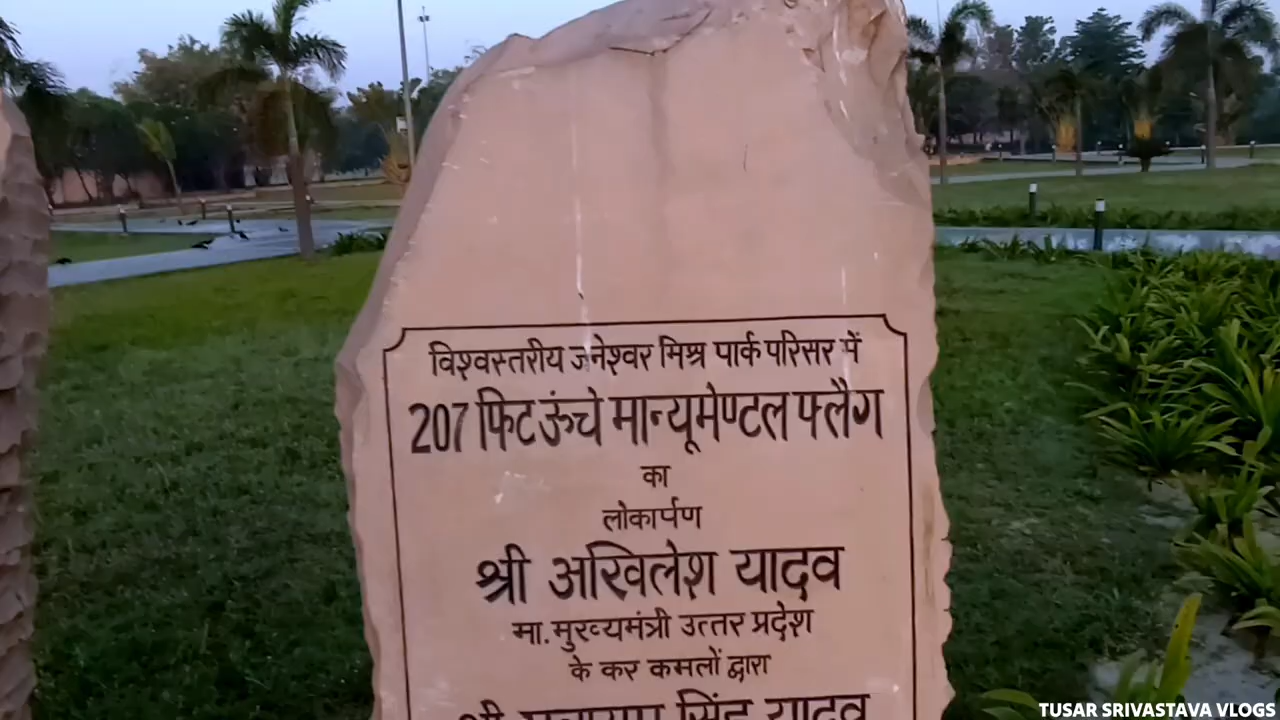 विश्वस्तरीय जनेश्वर मिश्र पार्क परिसर में
207 फिट ऊंचे मान्यूमेण्टल फ्लैग
का
लोकार्पण
श्री अखिलेश यादव
मा. मुख्यमंत्री उत्तर प्रदेश
के कर कमलों द्वारा
श्री सिंह यादव
TUSAR SRIVASTAVA VLOGS